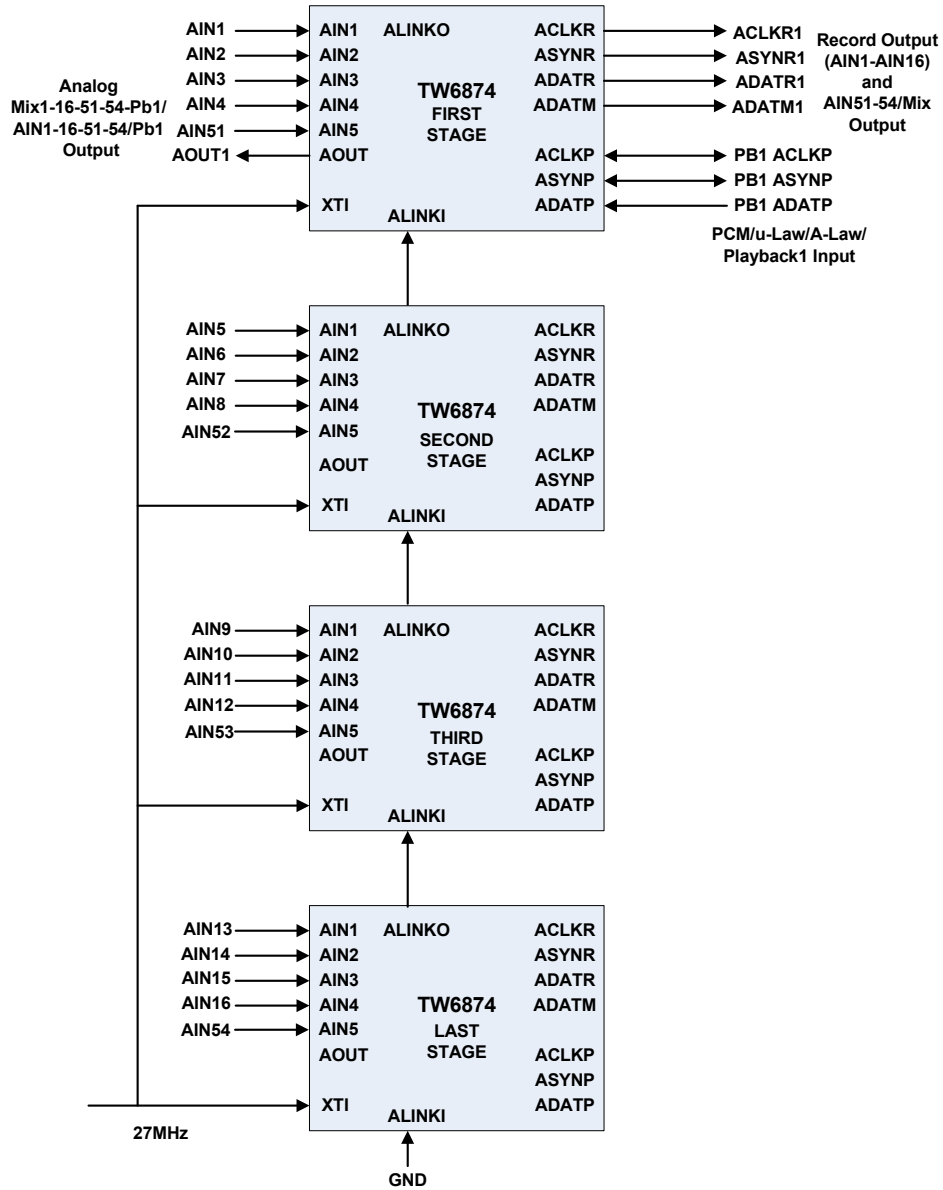 Analog
Mix1-16-51-54-Pb1/
AIN1-16-51-54/Pb1
Output
AIN1
AIN2
AIN3
AIN4
AIN51
AOUT1
AIN1 ALINKO ACLKR
AIN2 ASYNR
AIN3 ADATR
AIN4 ADATM
AIN5
AOUT ACLKP
ASYNP
XTI ADATP
ALINKI
TW6874
FIRST
STAGE
ACLKR1
ASYNR1
ADATR1
ADATM1
Record Output
(AIN1-AIN16)
and
AIN51-54/Mix
Output
PB1 ACLKP
PB1 ASYNP
PB1 ADATP
PCM/u-Law/A-Law/
Playback1 Input
AIN5
AIN6
AIN7
AIN8
AIN52
AIN1 ALINKO ACLKR
AIN2 ASYNR
AIN3 ADATR
AIN4 ADATM
AIN5
AOUT ACLKP
ASYNP
XTI ADATP
ALINKI
TW6874
SECOND
STAGE
AIN9
AIN10
AIN11
AIN12
AIN53
AIN1 ALINKO ACLKR
AIN2 ASYNR
AIN3 ADATR
AIN4 ADATM
AIN5
AOUT ACLKP
ASYNP
XTI ADATP
ALINKI
TW6874
THIRD
STAGE
AIN13
AIN14
AIN15
AIN16
AIN54
AIN1 ALINKO ACLKR
AIN2 ASYNR
AIN3 ADATR
AIN4 ADATM
AIN5
AOUT ACLKP
ASYNP
XTI ADATP
ALINKI
TW6874
LAST
STAGE
27MHz
GND